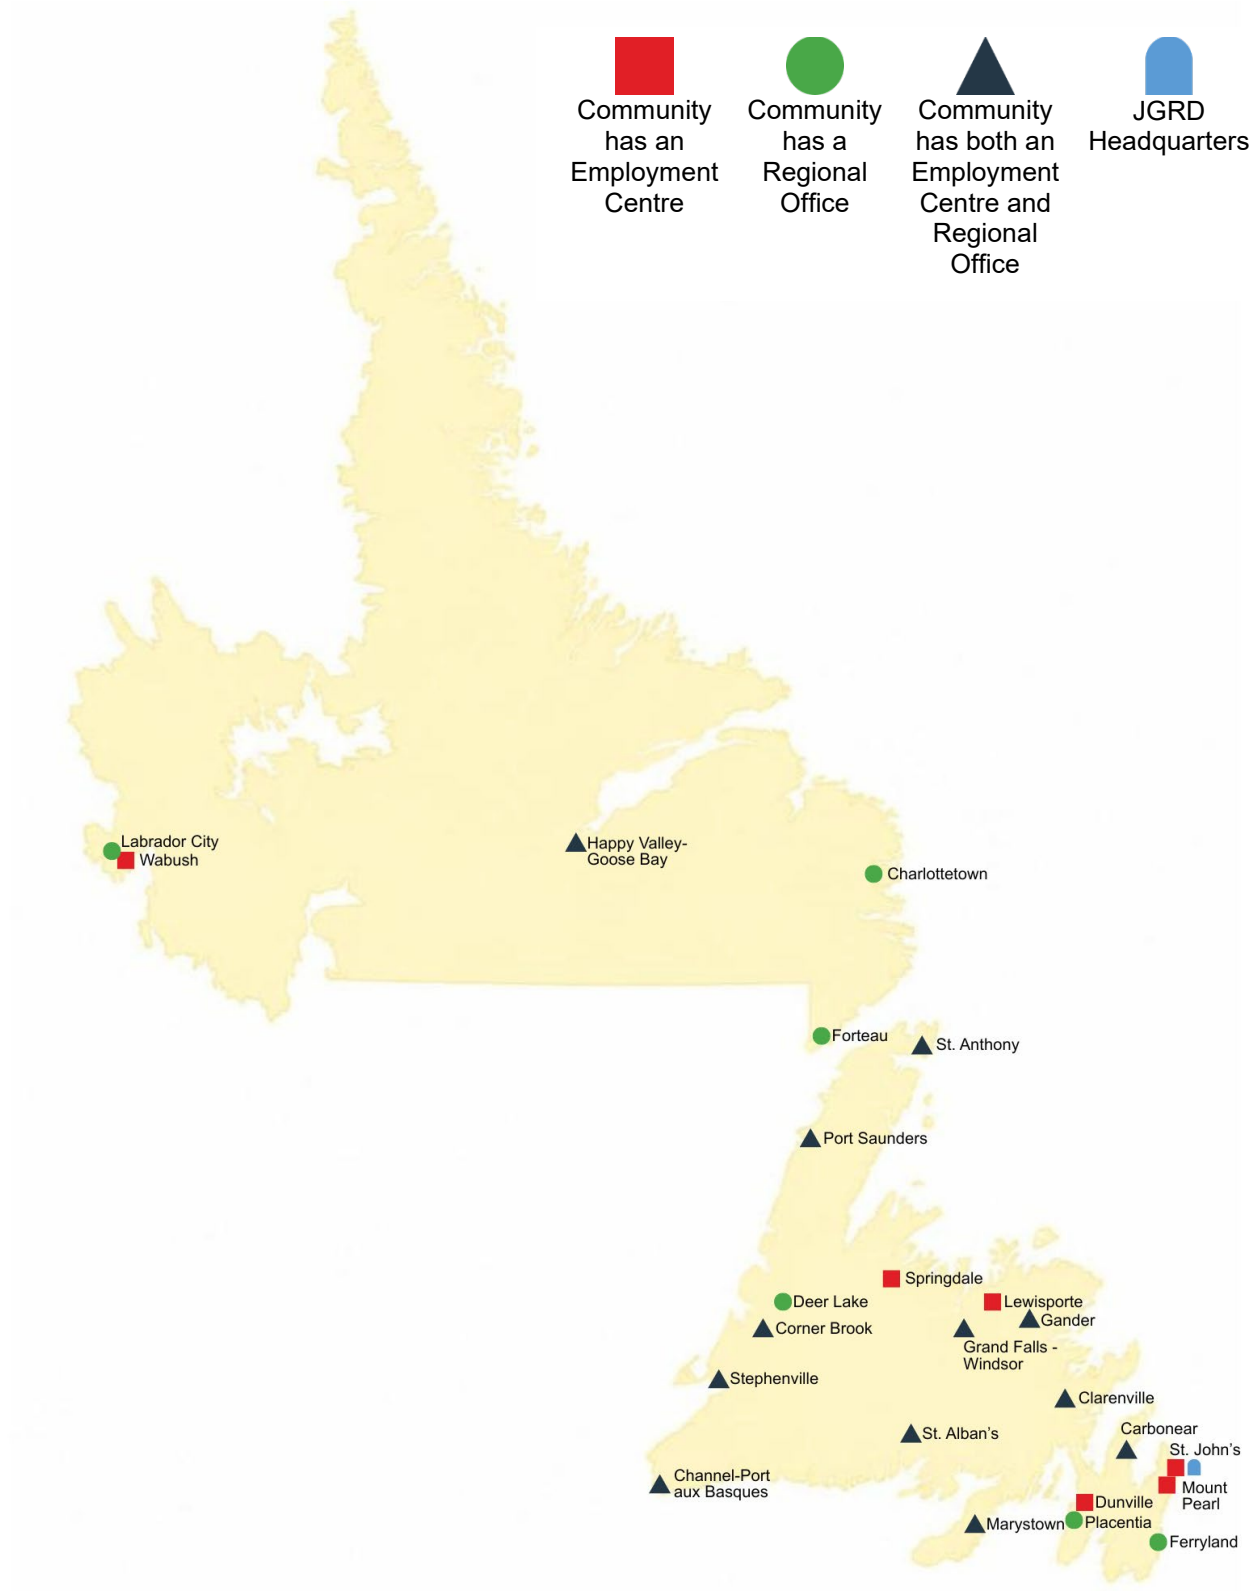 Community
has an
Employment
Centre
Community
has a
Regional
Office
Community
has both an
Employment
Centre and
Regional
Office
JGRD
Headquarters
Labrador City
Wabush
Happy Valley-
Goose Bay
Charlottetown
Forteau
St. Anthony
Port Saunders
Springdale
Deer Lake
Lewisporte
Gander
Corner Brook
Grand Falls -
Windsor
Stephenville
Clarenville
St. Alban's
Carbonear
St. John's
Channel-Port
aux Basques
Mount
Pearl
Dunville
Marystown
Placentia
Ferryland